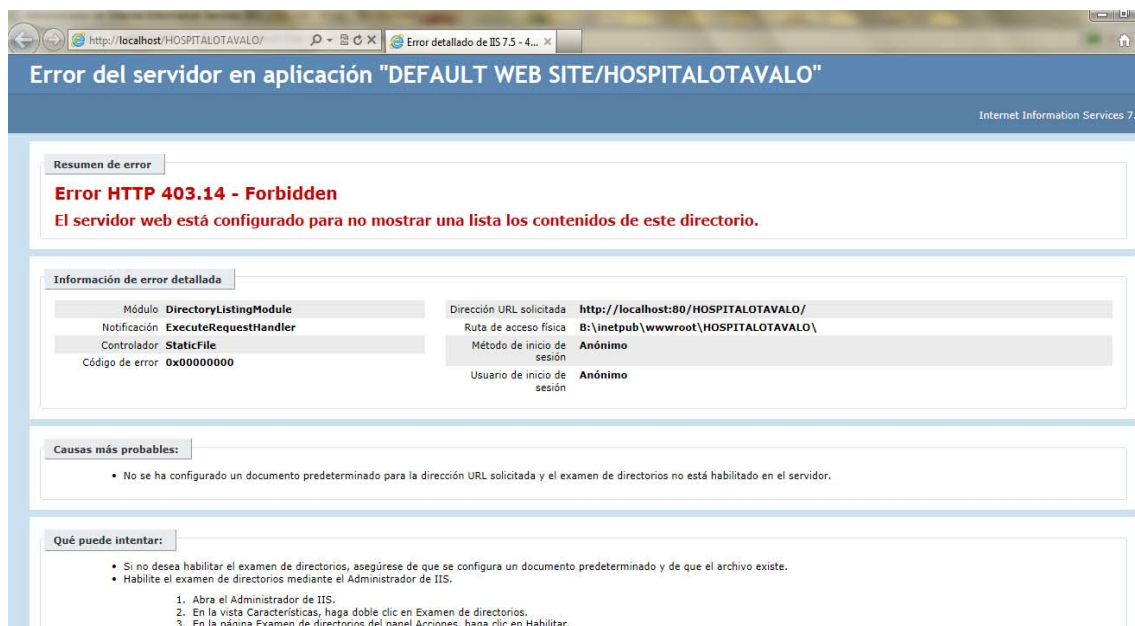 http://localhost/HOSPITALOTAVALO/
Error detallado de IIS 7.5 - 4...
Error del servidor en aplicación "DEFAULT WEB SITE/HOSPITALOTAVALO"
Internet Information Services 7.
Resumen de error
Error HTTP 403.14 - Forbidden
El servidor web está configurado para no mostrar una lista los contenidos de este directorio.
Información de error detallada
Módulo DirectoryListingModule
Notificación ExecuteRequestHandler
Controlador StaticFile
Código de error 0x00000000
Dirección URL solicitada http://localhost:80/HOSPITALOTAVALO/
Ruta de acceso física B:\inetpub\wwwroot\HOSPITALOTAVALO\
Método de inicio de Anónimo
sesión
Usuario de inicio de Anónimo
sesión
Causas más probables:
• No se ha configurado un documento predeterminado para la dirección URL solicitada y el examen de directorios no está habilitado en el servidor.
Qué puede intentar:
• Si no desea habilitar el examen de directorios, asegúrese de que se configura un documento predeterminado y de que el archivo existe.
• Habilite el examen de directorios mediante el Administrador de IIS.
1. Abra el Administrador de IIS.
2. En la vista Características, haga doble clic en Examen de directorios.
3. En la página Examen de directorios del panel Acciones, haga clic en Habilitar.